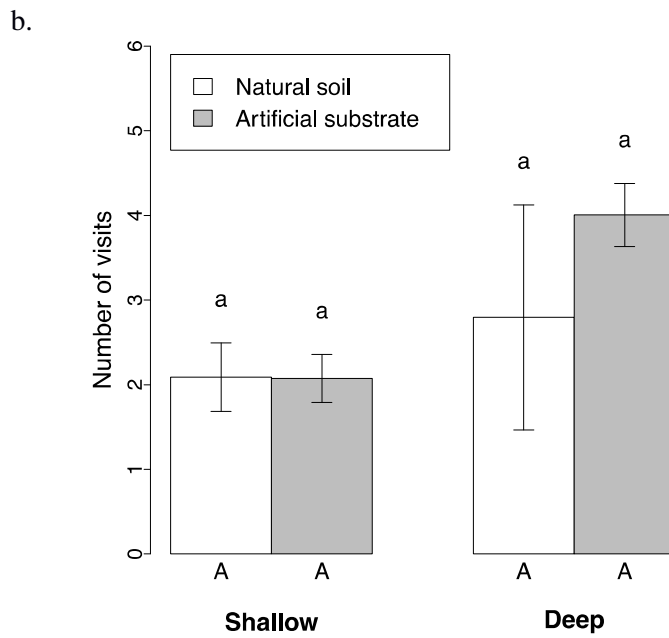 b.
6
5
4
3
2
1
0
Number of visits
Natural soil
Artificial substrate
a
a
a
a
A
A
A
A
Shallow
Deep